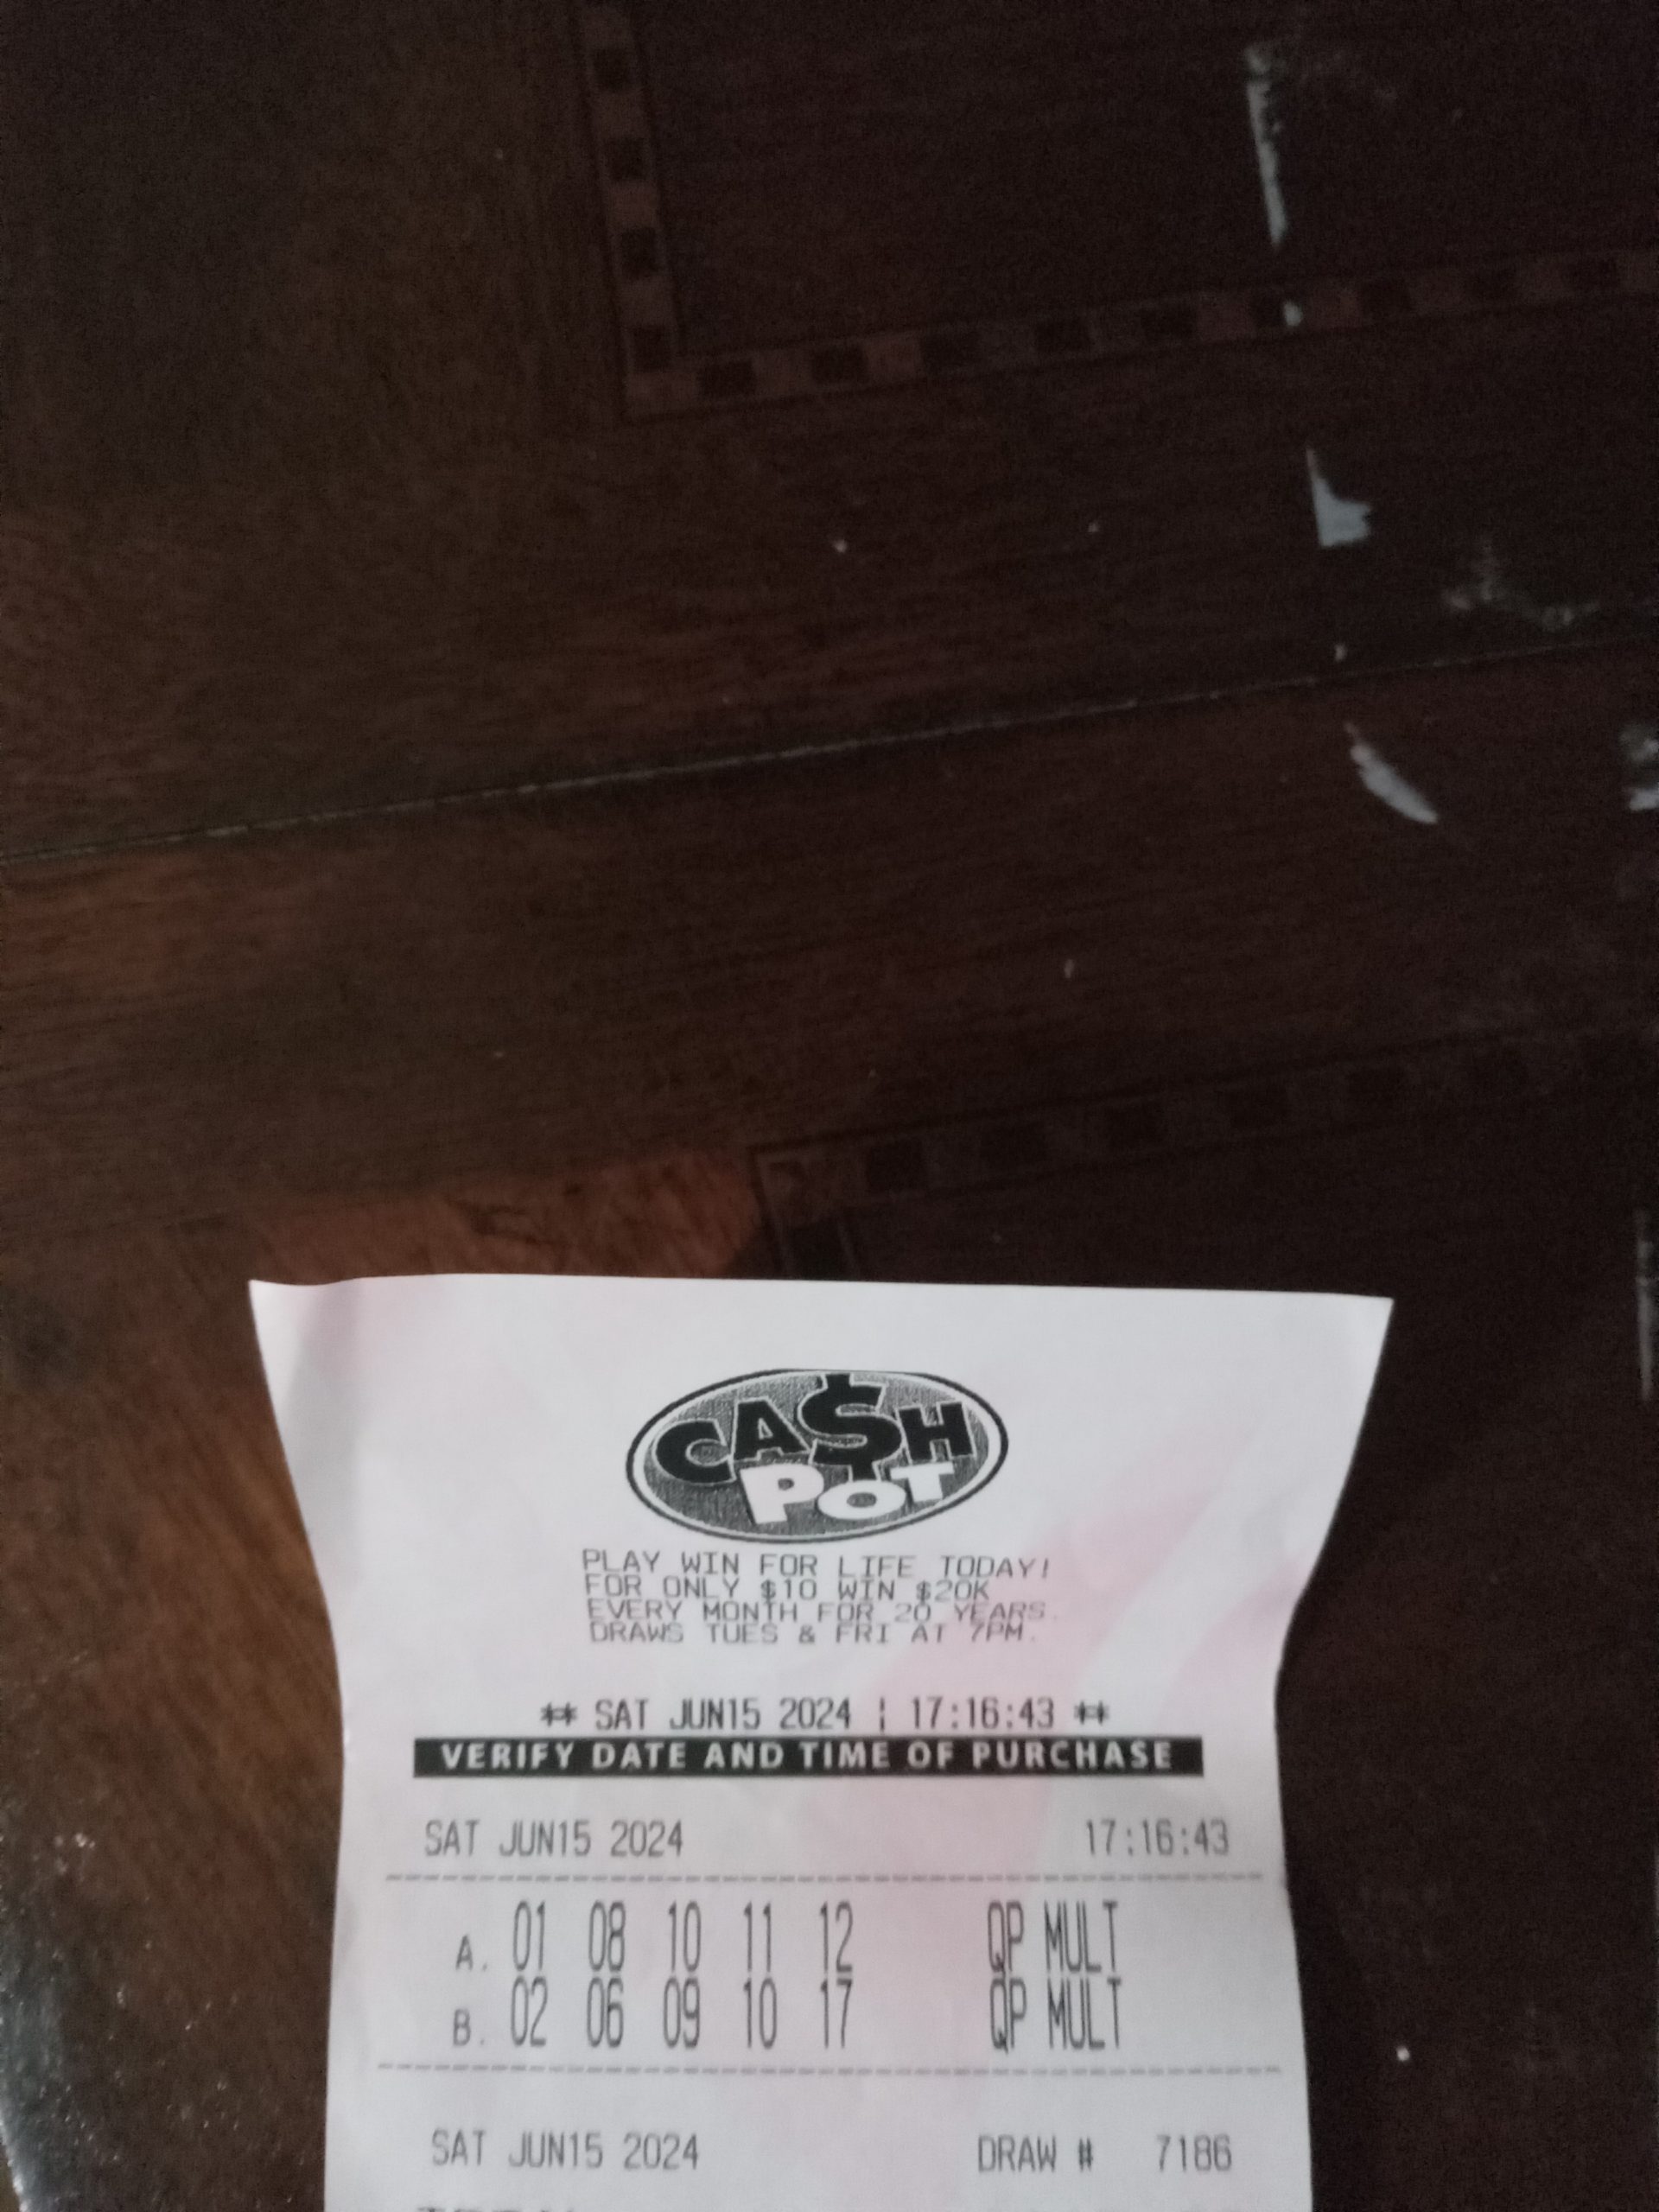 CA$H
POT
PLAY WIN FOR LIFE TODAY!
FOR ONLY $10 WIN $20K
EVERY MONTH FOR 20 YEARS.
DRAWS TUES & FRI AT 7PM.
** SAT JUN15 2024 ¦ 17:16:43 **
VERIFY DATE AND TIME OF PURCHASE
SAT JUN15 2024 17:16:43
A. 01 08 10 11 12 QP MULT
B. 02 06 09 10 17 QP MULT
SAT JUN15 2024 DRAW # 7186